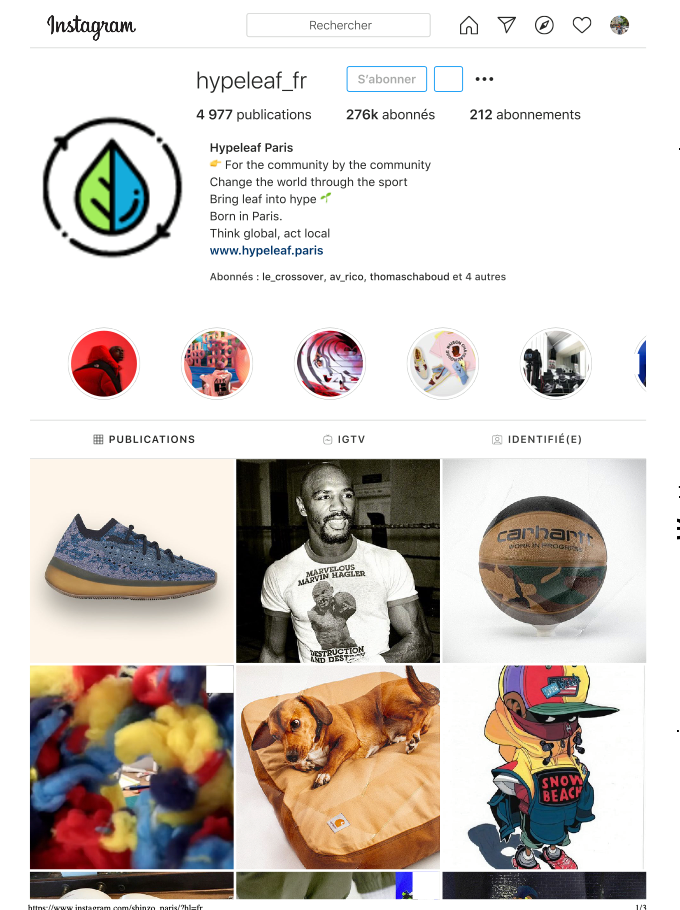 Instagram
Rechercher
hypeleaf_fr
S'abonner
4 977 publications 276k abonnés 212 abonnements
Hypeleaf Paris
👉 For the community by the community
Change the world through the sport
Bring leaf into hype 🌱
Born in Paris.
Think global, act local
www.hypeleaf.paris
Abonnés : le_crossover, av_rico, thomaschaboud et 4 autres
PUBLICATIONS IGTV IDENTIFIÉ(E)
MARVELOUS
MARVIN HAGLER
DESTRUCTION
carhartt
WORK IN PROGRESS
SNOW
BEACH
https://www.instagram.com/shinzo_paris/?hl=fr 1/3